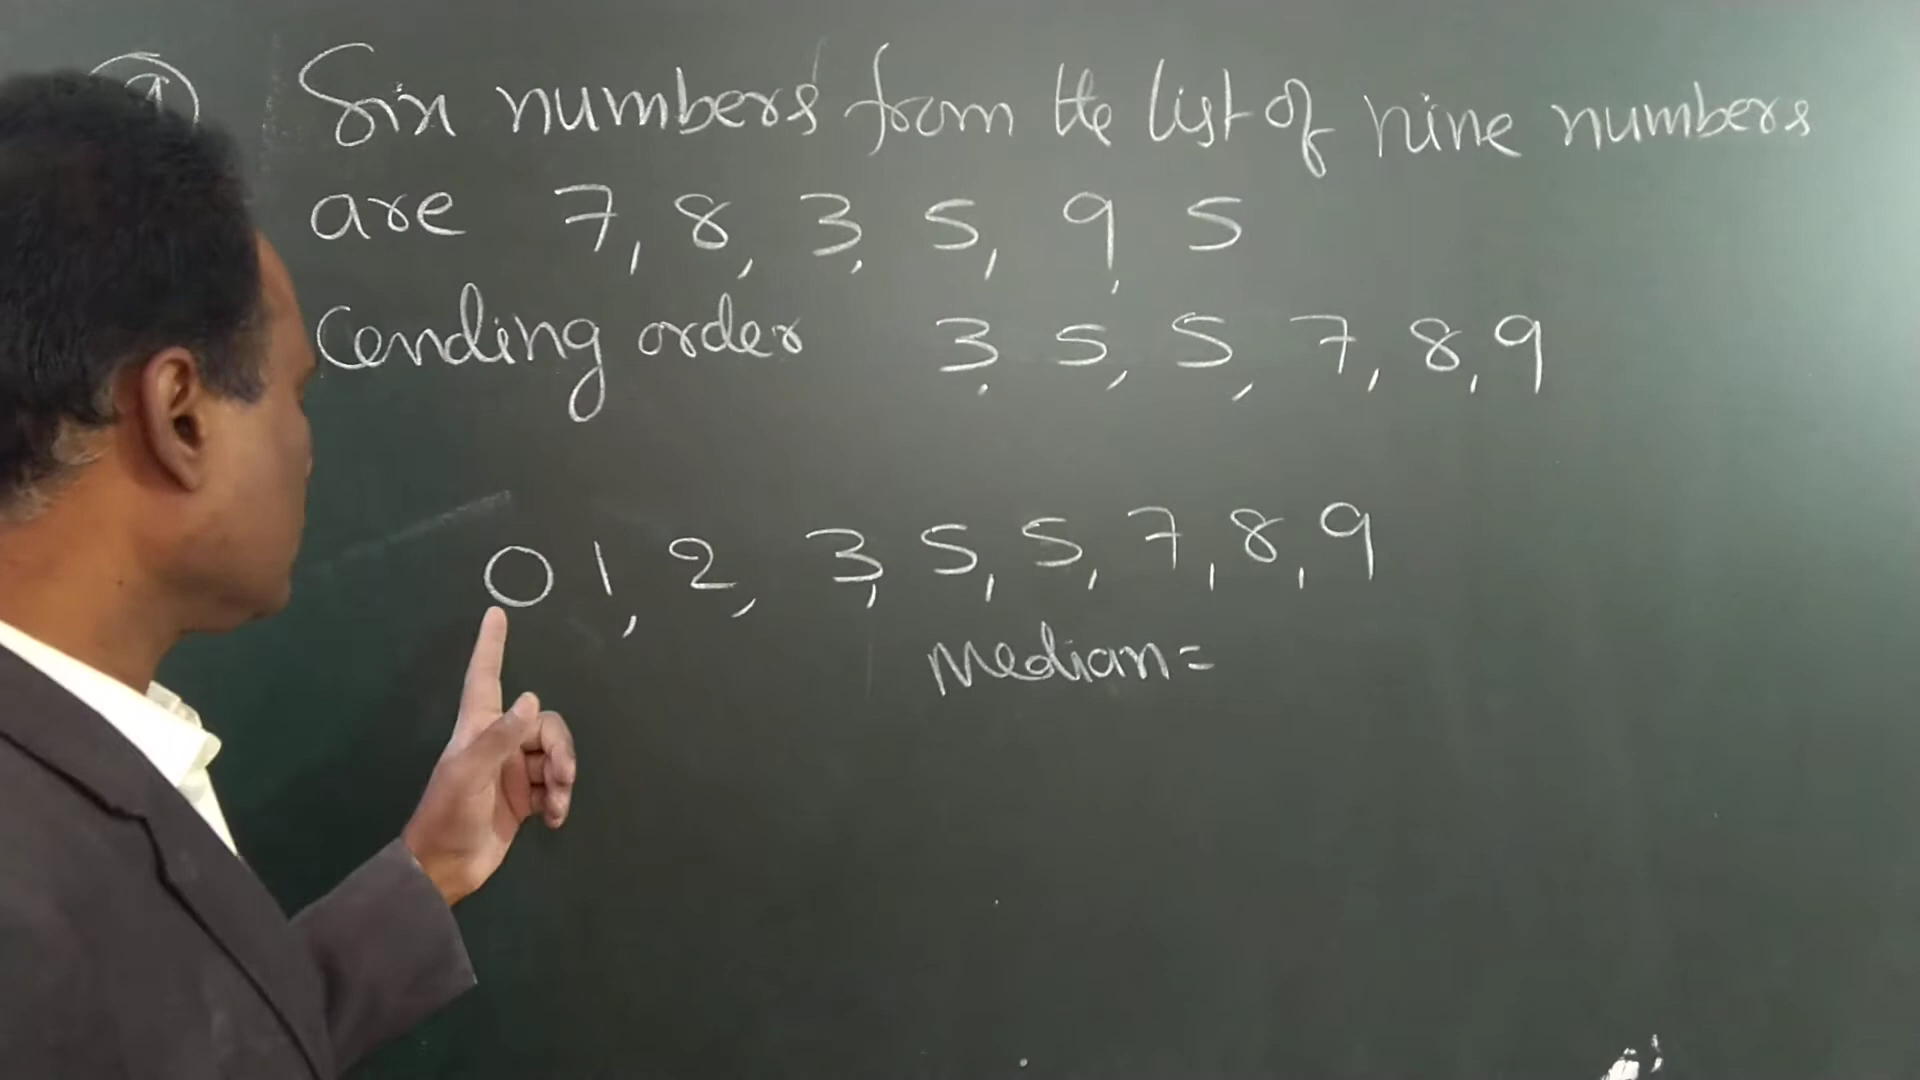 Six numbers from the list of nine numbers
are 7, 8, 3, 5, 9, 5
cending order 3, 5, 5, 7, 8, 9
0 1, 2, 3, 5, 5, 7, 8, 9
Median =